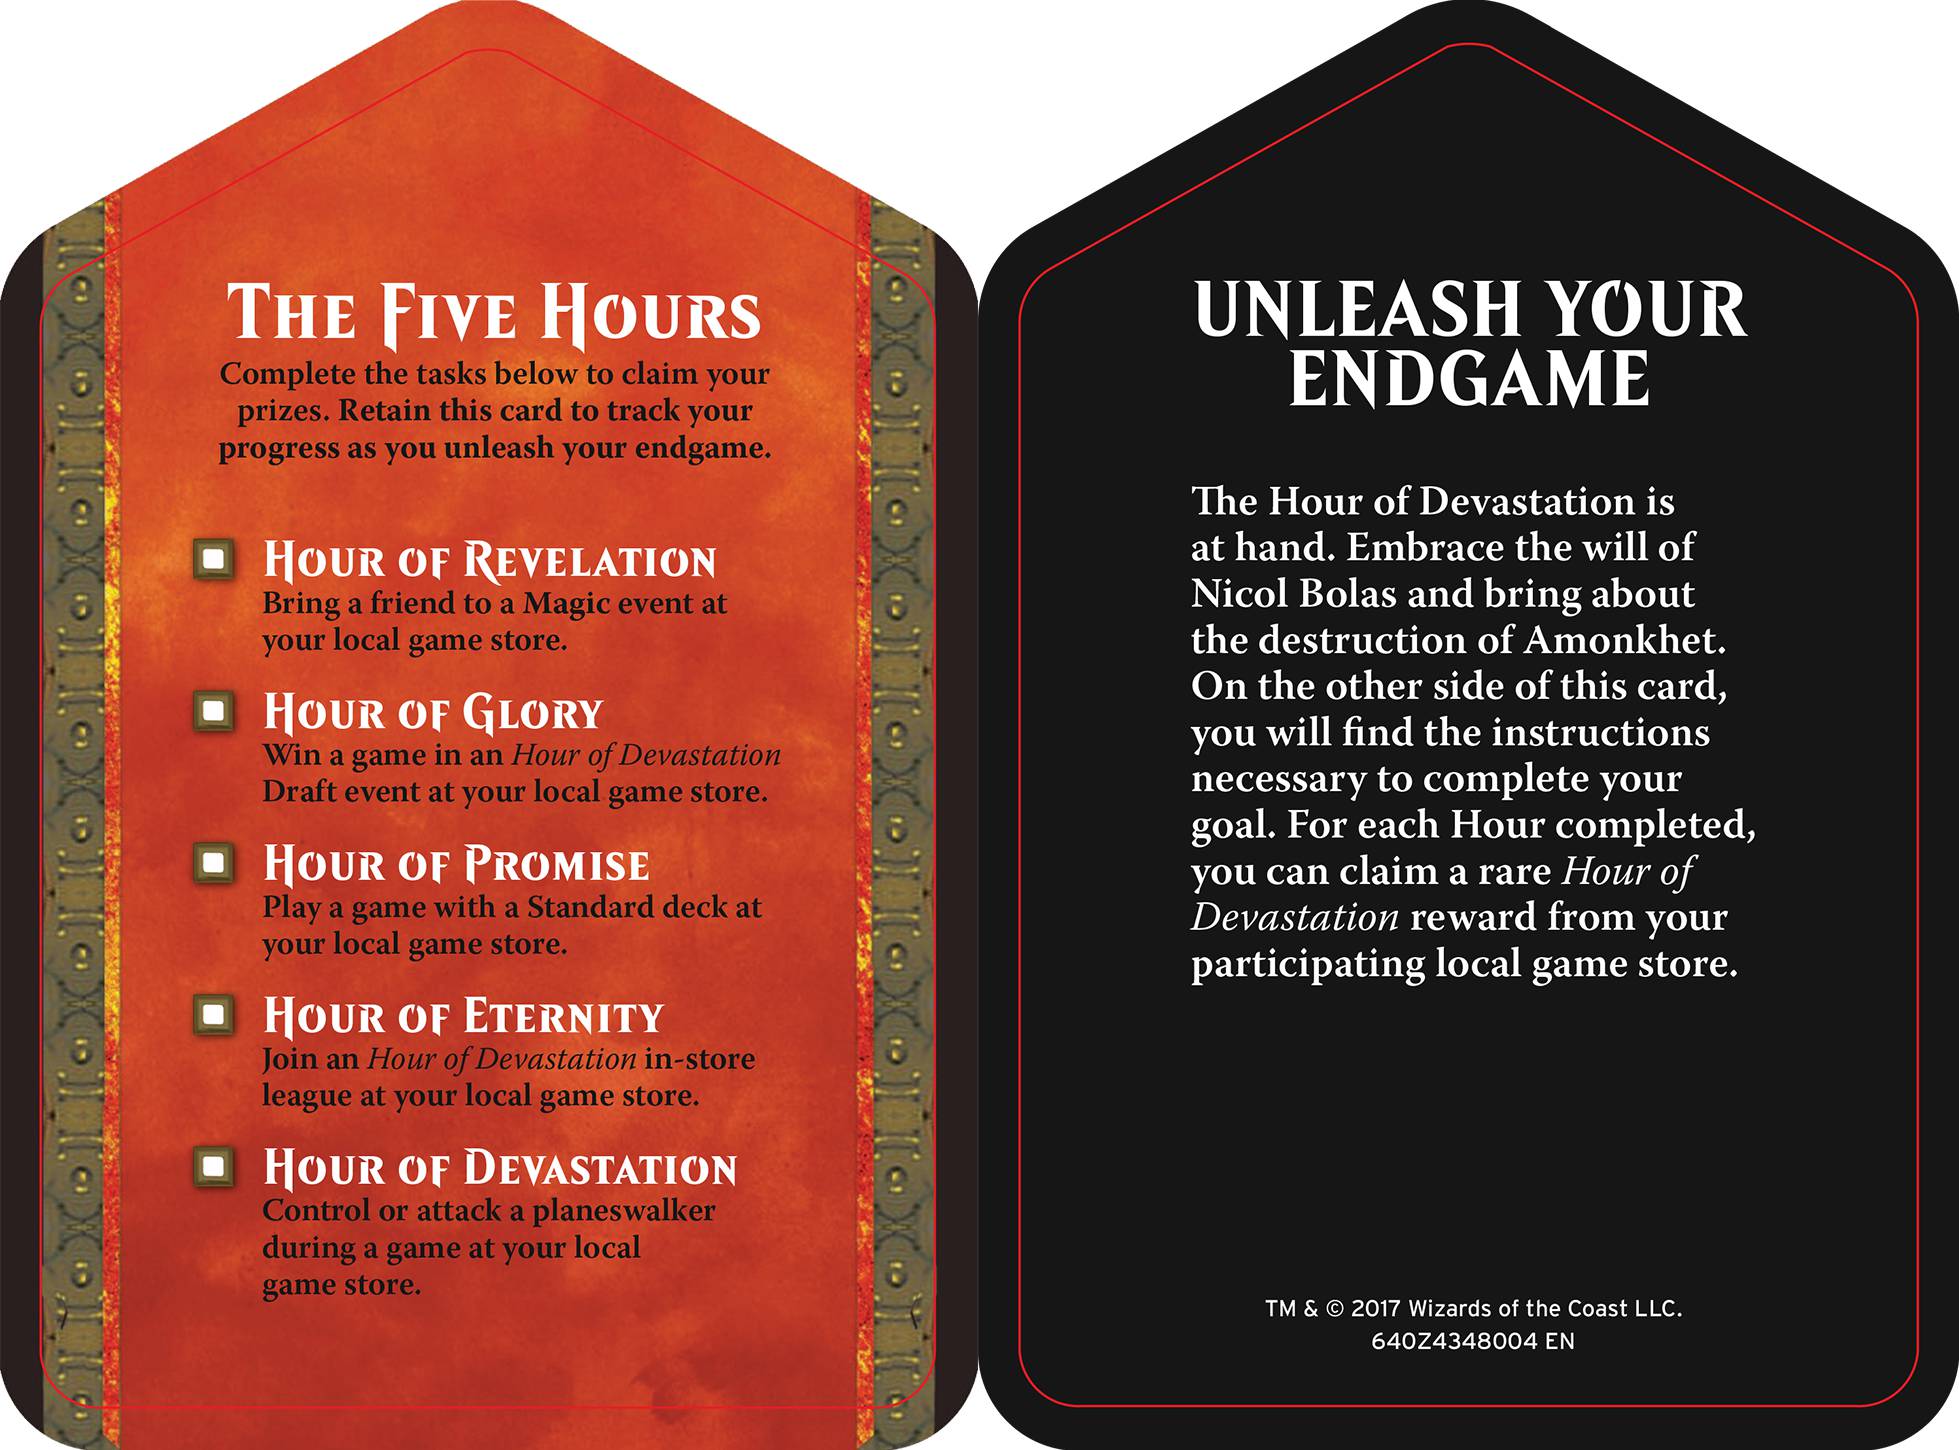 The Five Hours
Complete the tasks below to claim your
prizes. Retain this card to track your
progress as you unleash your endgame.
Hour of Revelation
Bring a friend to a Magic event at
your local game store.
Hour of Glory
Win a game in an Hour of Devastation
Draft event at your local game store.
Hour of Promise
Play a game with a Standard deck at
your local game store.
Hour of Eternity
Join an Hour of Devastation in-store
league at your local game store.
Hour of Devastation
Control or attack a planeswalker
during a game at your local
game store.
UNLEASH YOUR
ENDGAME
The Hour of Devastation is
at hand. Embrace the will of
Nicol Bolas and bring about
the destruction of Amonkhet.
On the other side of this card,
you will find the instructions
necessary to complete your
goal. For each Hour completed,
you can claim a rare Hour of
Devastation reward from your
participating local game store.
TM & © 2017 Wizards of the Coast LLC.
640Z4348004 EN